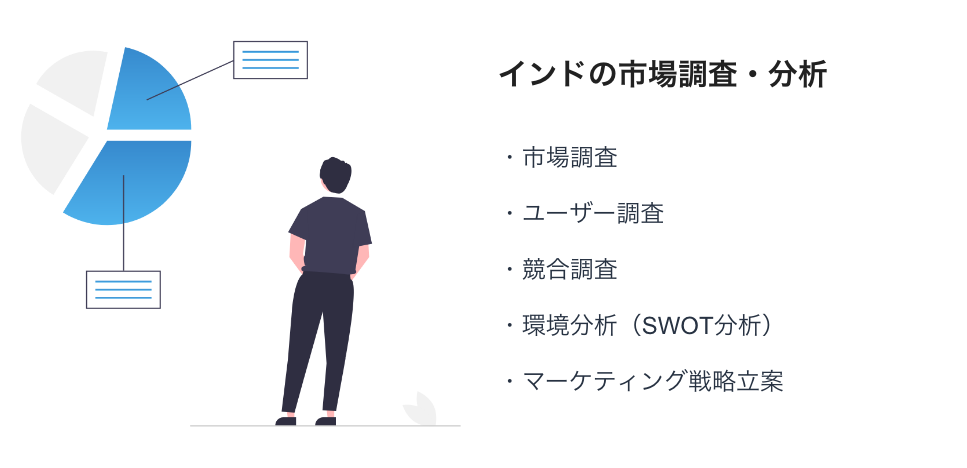 インドの市場調査・分析
・市場調査
・ユーザー調査
・競合調査
・環境分析（SWOT分析）
・マーケティング戦略立案